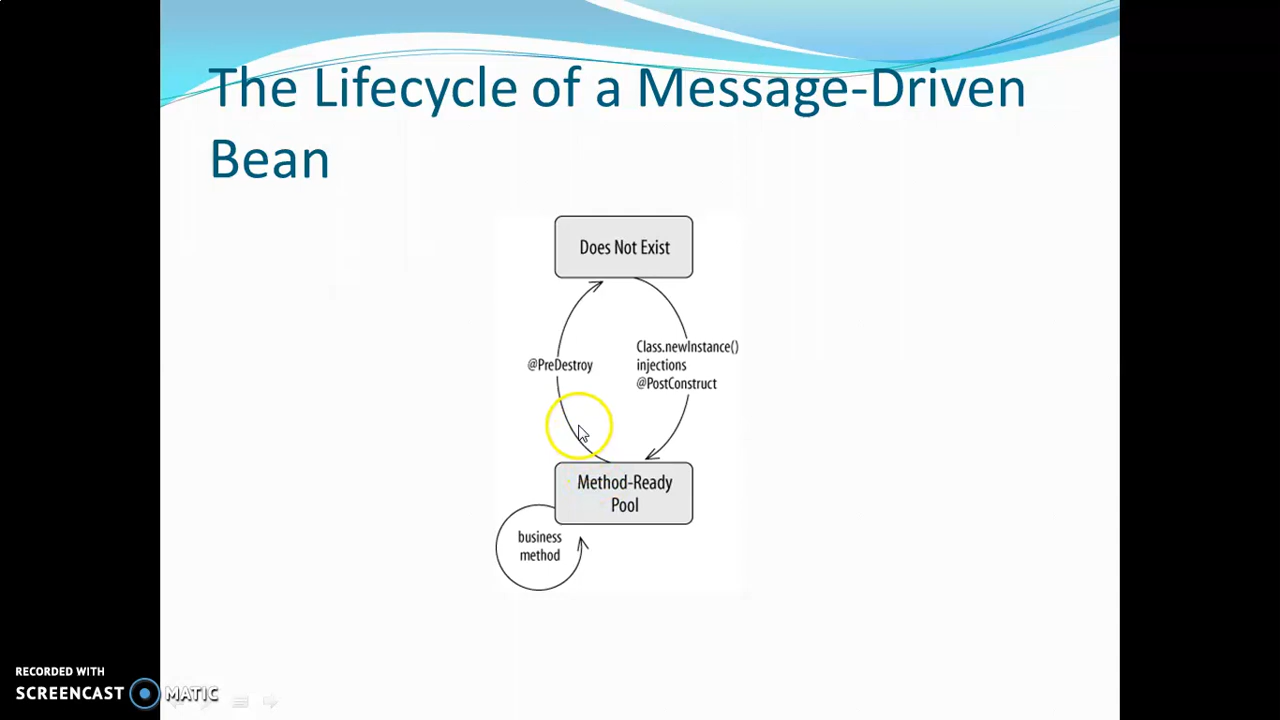 The Lifecycle of a Message-Driven
Bean
Does Not Exist
@PreDestroy
Class.newInstance()
injections
@PostConstruct
Method-Ready
Pool
business
method
RECORDED WITH
SCREENCAST MATIC